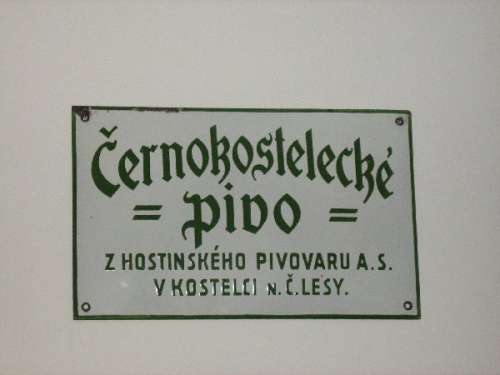 Černokostelecké
= pivo =
Z HOSTINSKÉHO PIVOVARU A.S.
V KOSTELCI N.Č.LESY.